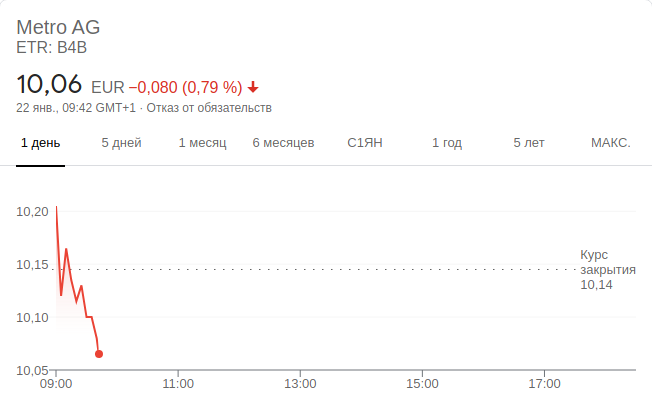 Metro AG
ETR: B4B
10,06 EUR −0,080 (0,79 %)
22 янв., 09:42 GMT+1 · Отказ от обязательств
1 день 5 дней 1 месяц 6 месяцев С1ЯН 1 год 5 лет МАКС.
10,20
10,15
10,10
10,05
Курс
закрытия
10,14
09:00 11:00 13:00 15:00 17:00